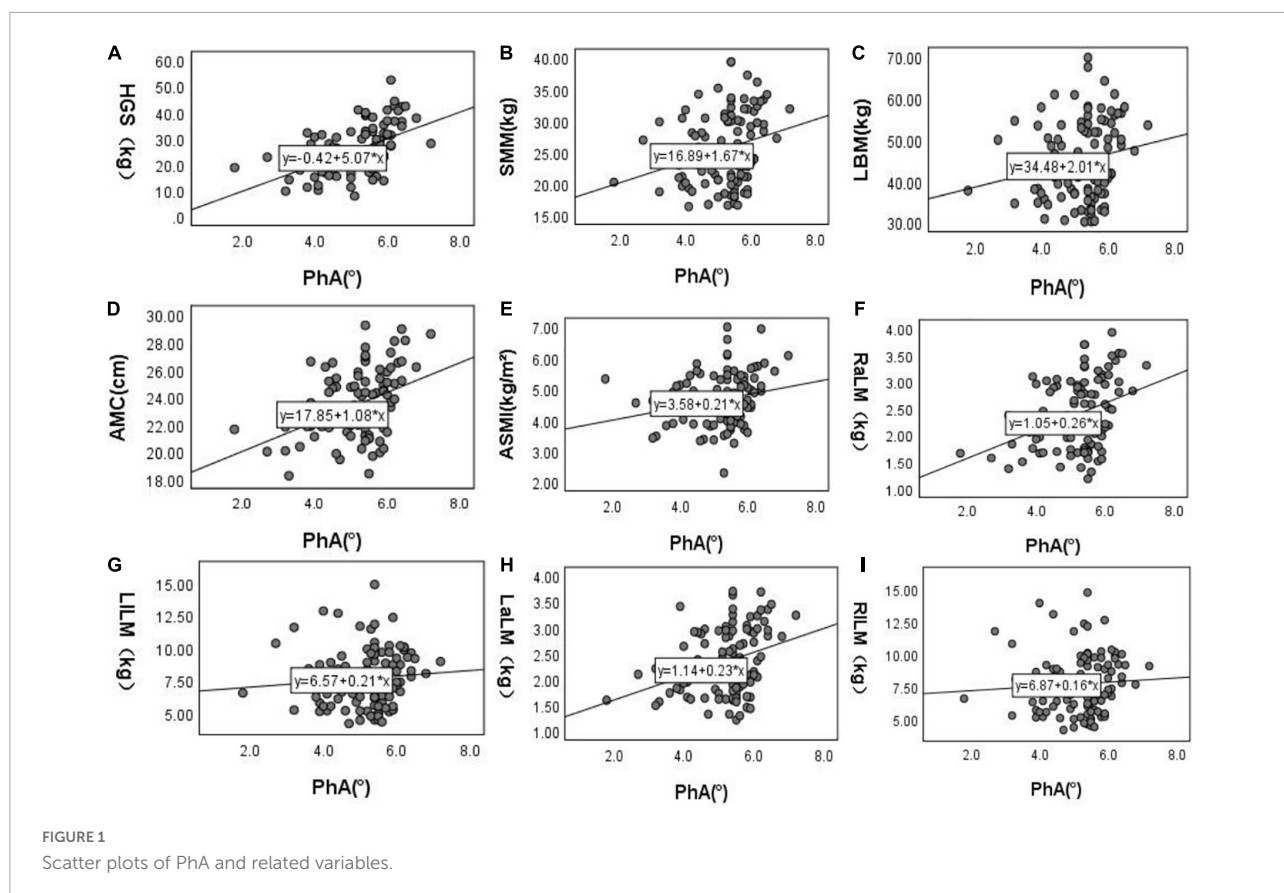 A
HGS (kg)
60.0
50.0
40.0
30.0
20.0
10.0
.0
y=-0.42+5.07*x
2.0 4.0 6.0 8.0
PhA(°)
B
SMM(kg)
40.00
35.00
30.00
25.00
20.00
15.00
y=16.89+1.67*x
2.0 4.0 6.0 8.0
PhA(°)
C
LBM(kg)
70.00
60.00
50.00
40.00
30.00
y=34.48+2.01*x
2.0 4.0 6.0 8.0
PhA(°)
D
AMC(cm)
30.00
28.00
26.00
24.00
22.00
20.00
18.00
y=17.85+1.08*x
2.0 4.0 6.0 8.0
PhA(°)
E
ASMI(kg/m²)
7.00
6.00
5.00
4.00
3.00
2.00
y=3.58+0.21*x
2.0 4.0 6.0 8.0
PhA(°)
F
RaLM (kg)
4.00
3.50
3.00
2.50
2.00
1.50
1.00
y=1.05+0.26*x
2.0 4.0 6.0 8.0
PhA(°)
G
LlLM (kg)
15.00
12.50
10.00
7.50
5.00
y=6.57+0.21*x
2.0 4.0 6.0 8.0
PhA(°)
H
LaLM (kg)
4.00
3.50
3.00
2.50
2.00
1.50
1.00
y=1.14+0.23*x
2.0 4.0 6.0 8.0
PhA(°)
I
RlLM (kg)
15.00
12.50
10.00
7.50
5.00
y=6.87+0.16*x
2.0 4.0 6.0 8.0
PhA(°)
FIGURE 1
Scatter plots of PhA and related variables.